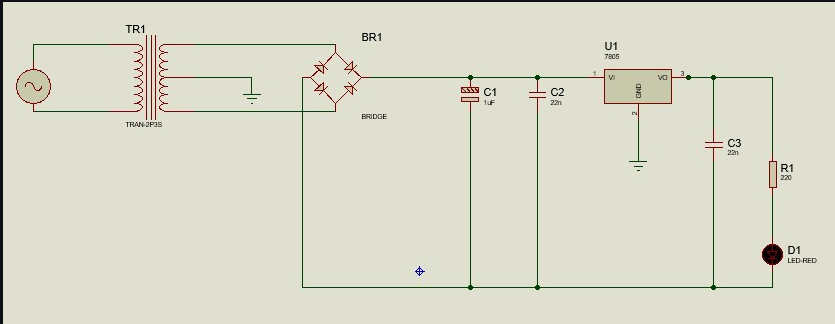 TR1
TRAN-2P3S
BR1
BRIDGE
C1
1uF
C2
22n
U1
7805
1
VI
VO
3
GND
2
C3
22n
R1
220
D1
LED-RED